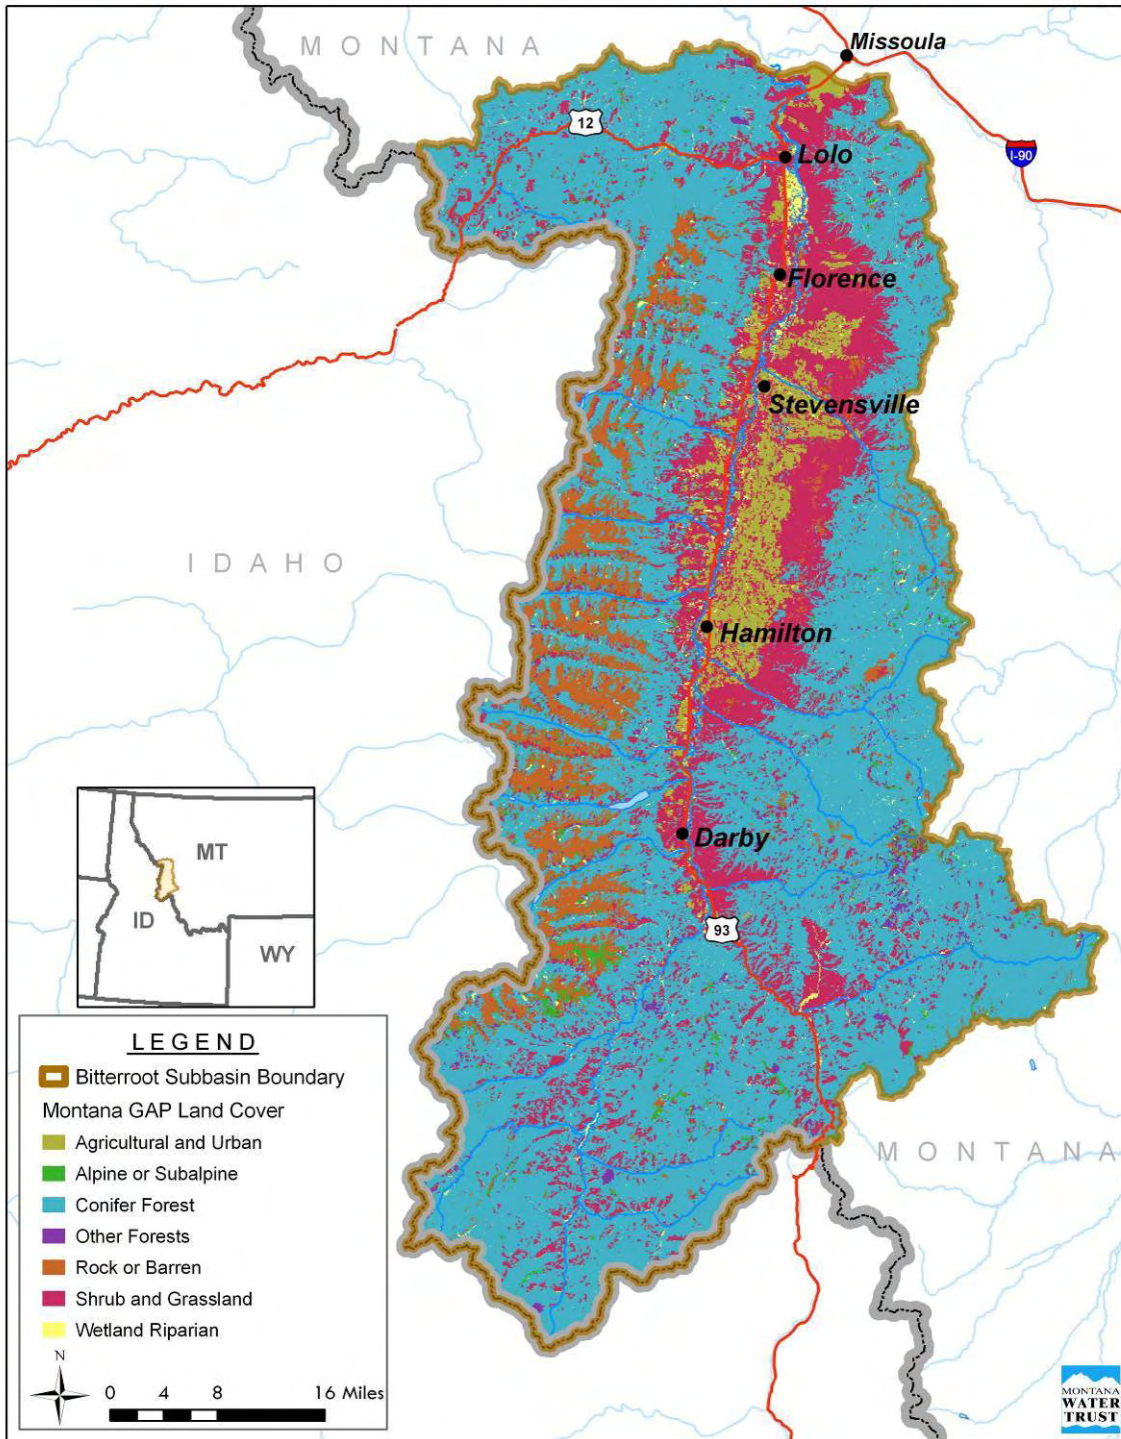 MONTANA
Missoula
12
Lolo
I-90
Florence
Stevensville
IDAHO
Hamilton
Darby
93
MT
ID
WY
MONTANA
LEGEND
Bitterroot Subbasin Boundary
Montana GAP Land Cover
Agricultural and Urban
Alpine or Subalpine
Conifer Forest
Other Forests
Rock or Barren
Shrub and Grassland
Wetland Riparian
N
0 4 8 16 Miles
MONTANA
WATER
TRUST